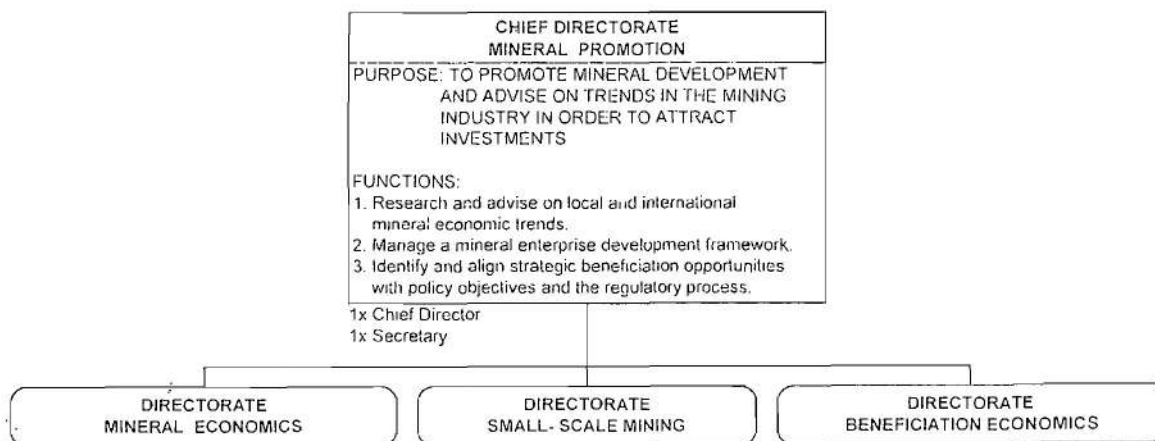 CHIEF DIRECTORATE
MINERAL PROMOTION
PURPOSE: TO PROMOTE MINERAL DEVELOPMENT
AND ADVISE ON TRENDS IN THE MINING
INDUSTRY IN ORDER TO ATTRACT
INVESTMENTS
FUNCTIONS:
1. Research and advise on local and international
mineral economic trends.
2. Manage a mineral enterprise development framework.
3. Identify and align strategic beneficiation opportunities
with policy objectives and the regulatory process.
1x Chief Director
1x Secretary
DIRECTORATE
MINERAL ECONOMICS
DIRECTORATE
SMALL- SCALE MINING
DIRECTORATE
BENEFICIATION ECONOMICS